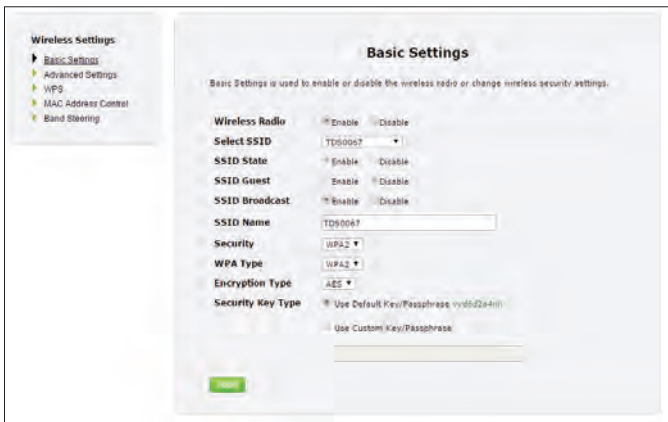 Wireless Settings
Basic Settings
Advanced Settings
WPS
MAC Address Control
Band Steering
Basic Settings
Basic Settings is used to enable or disable the wireless radio or change wireless security settings.
Wireless Radio Enable Disable
Select SSID TDS0067
SSID State Enable Disable
SSID Guest Enable Disable
SSID Broadcast Enable Disable
SSID Name TDS0067
Security WPA2
WPA Type WPA2
Encryption Type AES
Security Key Type Use Default Key/Passphrase
Use Custom Key/Passphrase
Apply